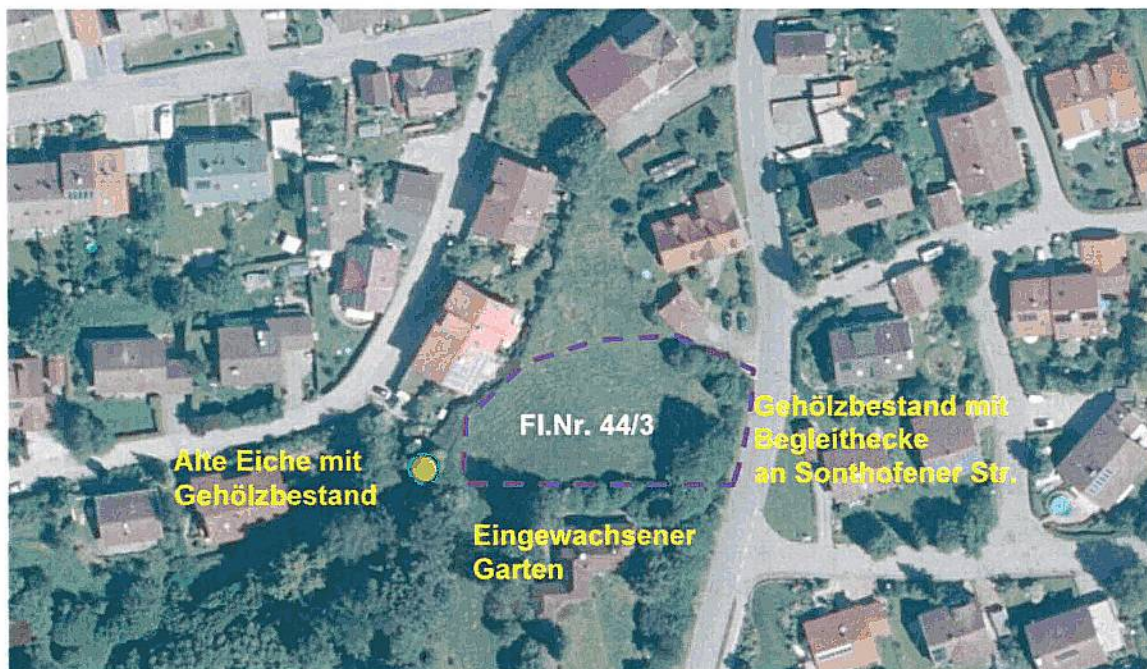 Fl.Nr. 44/3
Gehölzbestand mit
Begleithecke
an Sonthofener Str.
Alte Eiche mit
Gehölzbestand
Eingewachsener
Garten